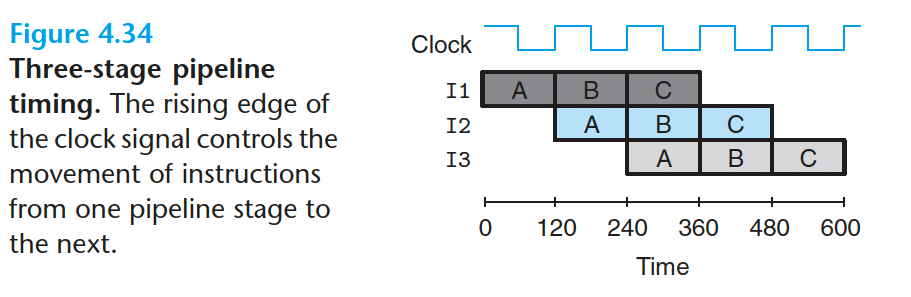 Figure 4.34
Three-stage pipeline
timing. The rising edge of
the clock signal controls the
movement of instructions
from one pipeline stage to
the next.
Clock
I1 A B C
I2 A B C
I3 A B C
0 120 240 360 480 600
Time